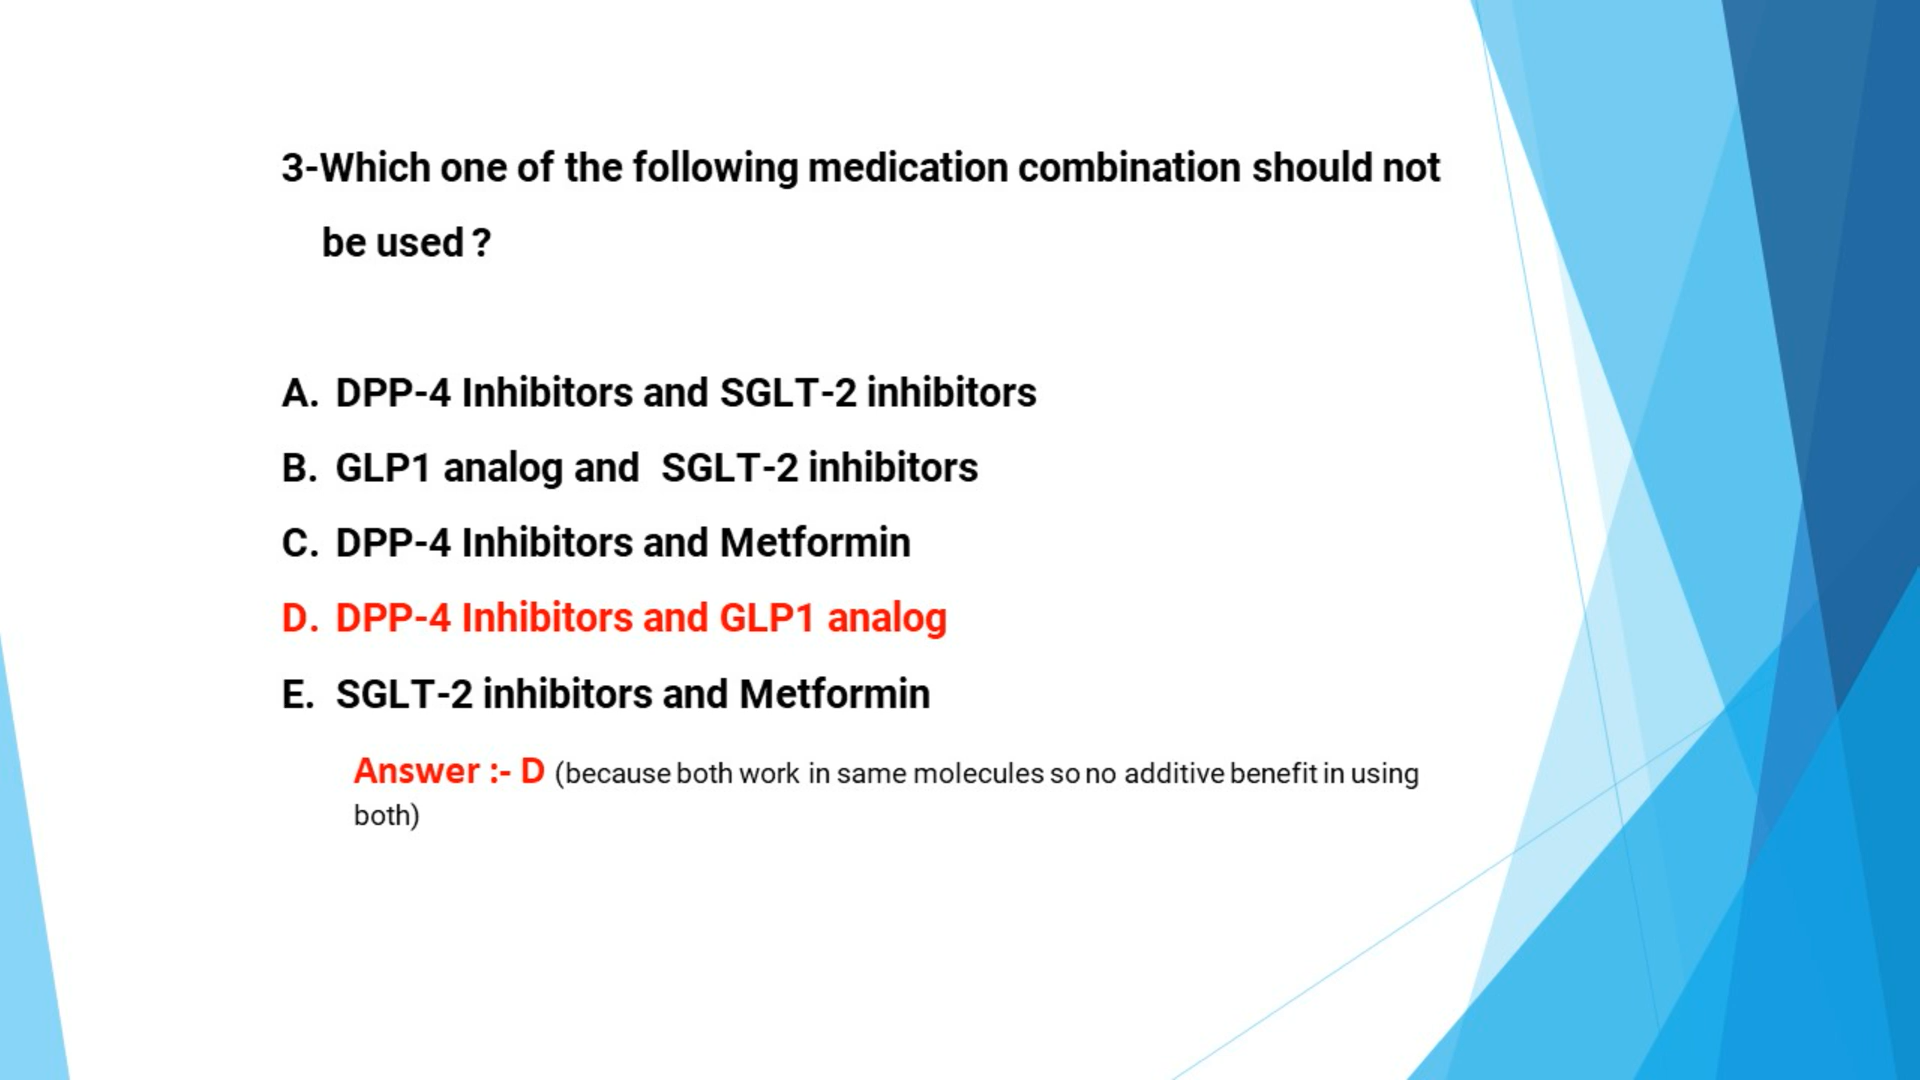 3-Which one of the following medication combination should not
be used ?
A. DPP-4 Inhibitors and SGLT-2 inhibitors
B. GLP1 analog and SGLT-2 inhibitors
C. DPP-4 Inhibitors and Metformin
D. DPP-4 Inhibitors and GLP1 analog
E. SGLT-2 inhibitors and Metformin
Answer :- D (because both work in same molecules so no additive benefit in using
both)